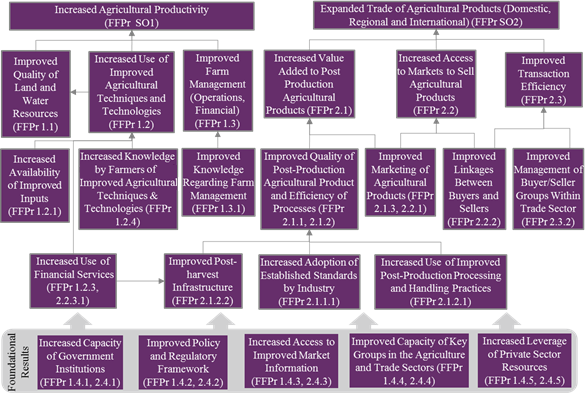 Increased Agricultural Productivity
(FFPr SO1)
Expanded Trade of Agricultural Products (Domestic,
Regional and International) (FFPr SO2)
Improved
Quality of
Land and
Water
Resources
(FFPr 1.1)
Increased Use of
Improved
Agricultural
Techniques and
Technologies
(FFPr 1.2)
Improved
Farm
Management
(Operations,
Financial)
(FFPr 1.3)
Increased Value
Added to Post
Production
Agricultural
Products (FFPr 2.1)
Increased Access
to Markets to Sell
Agricultural
Products
(FFPr 2.2)
Improved
Transaction
Efficiency
(FFPr 2.3)
Increased
Availability
of Improved
Inputs
(FFPr 1.2.1)
Increased Knowledge
by Farmers of
Improved Agricultural
Techniques &
Technologies (FFPr
1.2.4)
Improved
Knowledge
Regarding Farm
Management
(FFPr 1.3.1)
Improved Quality of
Post-Production
Agricultural Product
and Efficiency of
Processes (FFPr
2.1.1, 2.1.2)
Improved
Marketing of
Agricultural
Products (FFPr
2.1.3, 2.2.1)
Improved
Linkages
Between
Buyers and
Sellers
(FFPr 2.2.2)
Improved
Management of
Buyer/Seller
Groups Within
Trade Sector
(FFPr 2.3.2)
Increased Use of
Financial Services
(FFPr 1.2.3,
2.2.3.1)
Improved Post-
harvest
Infrastructure
(FFPr 2.1.2.2)
Increased Adoption of
Established Standards by
Industry
(FFPr 2.1.1.1)
Increased Use of Improved
Post-Production Processing
and Handling Practices
(FFPr 2.1.2.1)
Foundational
Results
Increased Capacity
of Government
Institutions
(FFPr 1.4.1, 2.4.1)
Improved Policy
and Regulatory
Framework
(FFPr 1.4.2, 2.4.2)
Increased Access to
Improved Market
Information
(FFPr 1.4.3, 2.4.3)
Improved Capacity of Key
Groups in the Agriculture
and Trade Sectors (FFPr
1.4.4, 2.4.4)
Increased Leverage
of Private Sector
Resources
(FFPr 1.4.5, 2.4.5)